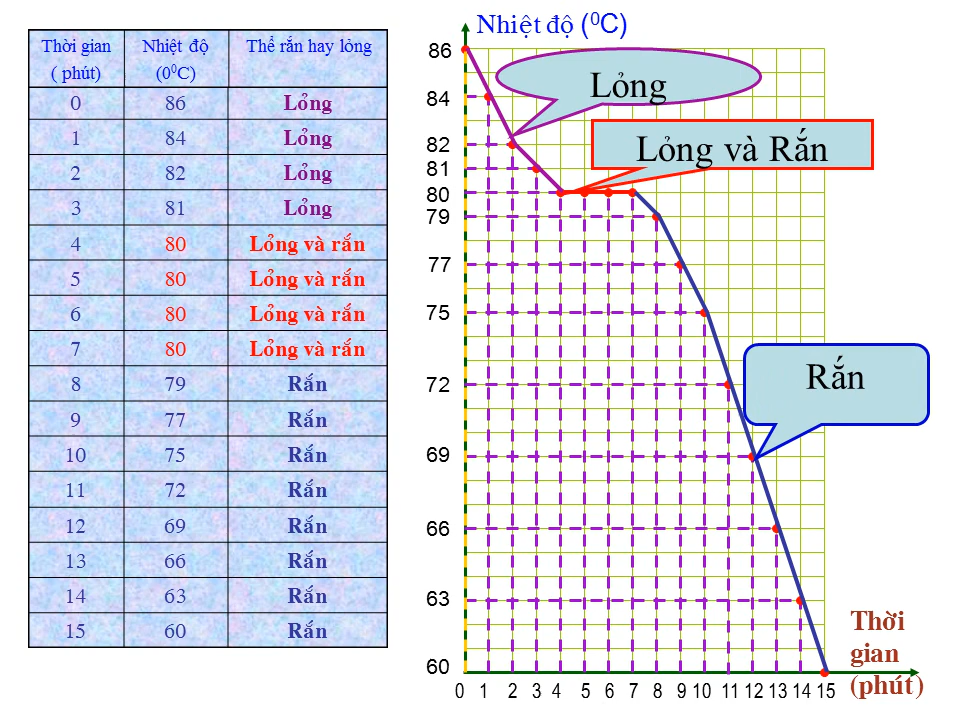 Thời gian Nhiệt độ Thể rắn hay lỏng
( phút) (0⁰C)
0 86 Lỏng
1 84 Lỏng
2 82 Lỏng
3 81 Lỏng
4 80 Lỏng và rắn
5 80 Lỏng và rắn
6 80 Lỏng và rắn
7 80 Lỏng và rắn
8 79 Rắn
9 77 Rắn
10 75 Rắn
11 72 Rắn
12 69 Rắn
13 66 Rắn
14 63 Rắn
15 60 Rắn
Nhiệt độ (⁰C)
86
84
82
81
80
79
77
75
72
69
66
63
60
Lỏng
Lỏng và Rắn
Rắn
0 1 2 3 4 5 6 7 8 9 10 11 12 13 14 15
Thời
gian
(phút)